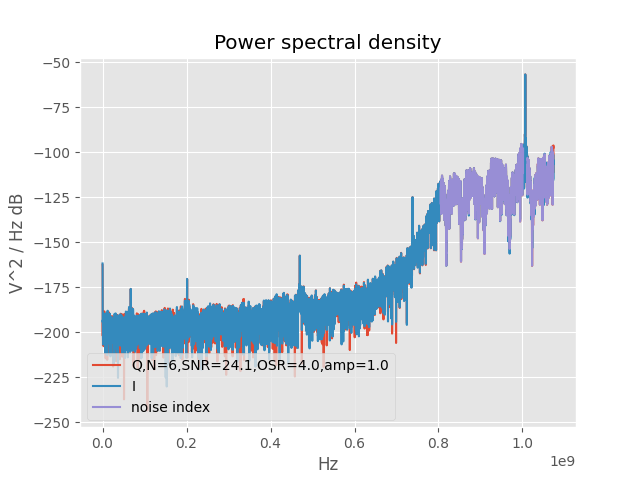 Power spectral density
V^2 / Hz dB
−50
−75
−100
−125
−150
−175
−200
−225
−250
Q,N=6,SNR=24.1,OSR=4.0,amp=1.0
I
noise index
0.0 0.2 0.4 0.6 0.8 1.0
1e9
Hz